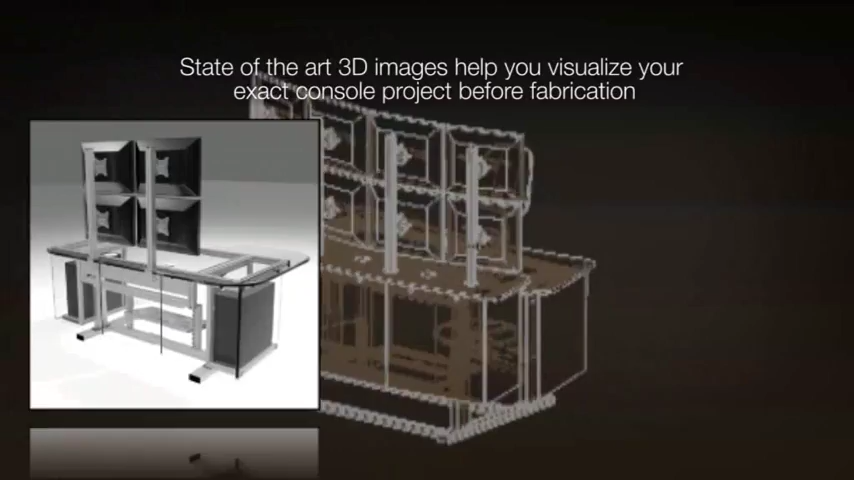 State of the art 3D images help you visualize your
exact console project before fabrication